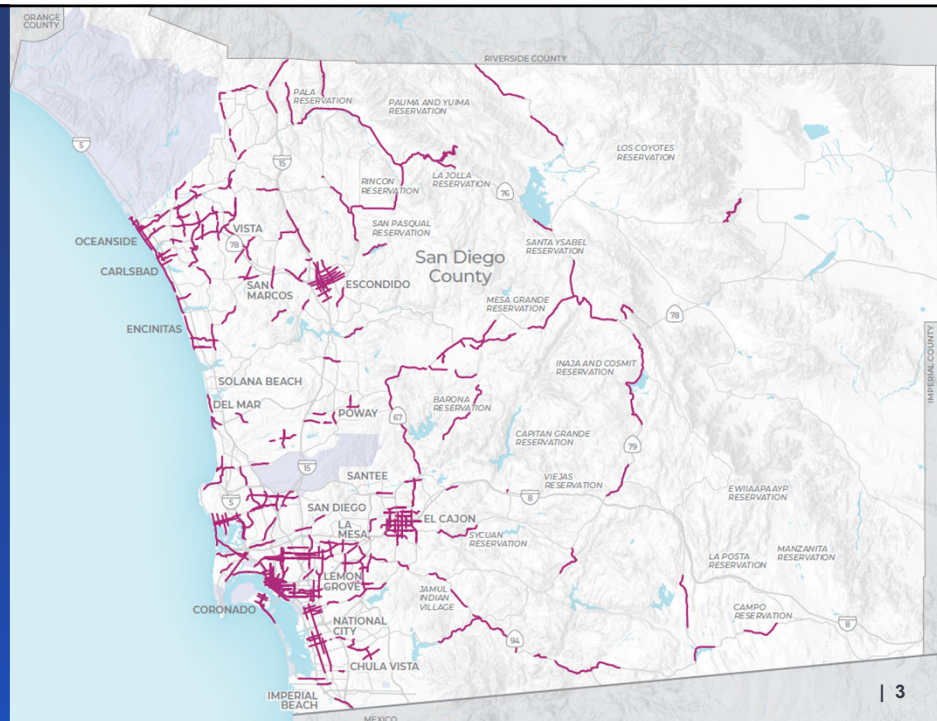 ORANGE
COUNTY
RIVERSIDE COUNTY
PALA
RESERVATION
PAUMA AND YUIMA
RESERVATION
5
15
LOS COYOTES
RESERVATION
RINCON
RESERVATION
LA JOLLA
RESERVATION
76
SAN PASQUAL
RESERVATION
OCEANSIDE
VISTA
78
SANTA YSABEL
RESERVATION
San Diego
County
CARLSBAD
SAN
MARCOS
ESCONDIDO
MESA GRANDE
RESERVATION
78
ENCINITAS
IMPERIAL COUNTY
INAJA AND COSMIT
RESERVATION
SOLANA BEACH
DEL MAR
POWAY
BARONA
RESERVATION
67
CAPITAN GRANDE
RESERVATION
79
15
SANTEE
VIEJAS
RESERVATION
8
EWIIAAPAAYP
RESERVATION
5
SAN DIEGO
EL CAJON
LA
MESA
SYCUAN
RESERVATION
LA POSTA
RESERVATION
MANZANITA
RESERVATION
LEMON
GROVE
JAMUL
INDIAN
VILLAGE
CORONADO
CAMPO
RESERVATION
8
NATIONAL
CITY
94
CHULA VISTA
IMPERIAL
BEACH
MEXICO
| 3